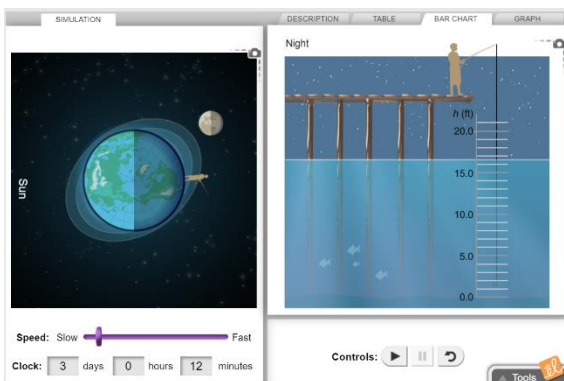 SIMULATION
DESCRIPTION TABLE BAR CHART GRAPH
Night
Sun
h (ft)
20.0
15.0
10.0
5.0
0.0
Speed: Slow Fast
Clock: 3 days 0 hours 12 minutes
Controls:
Tools
el